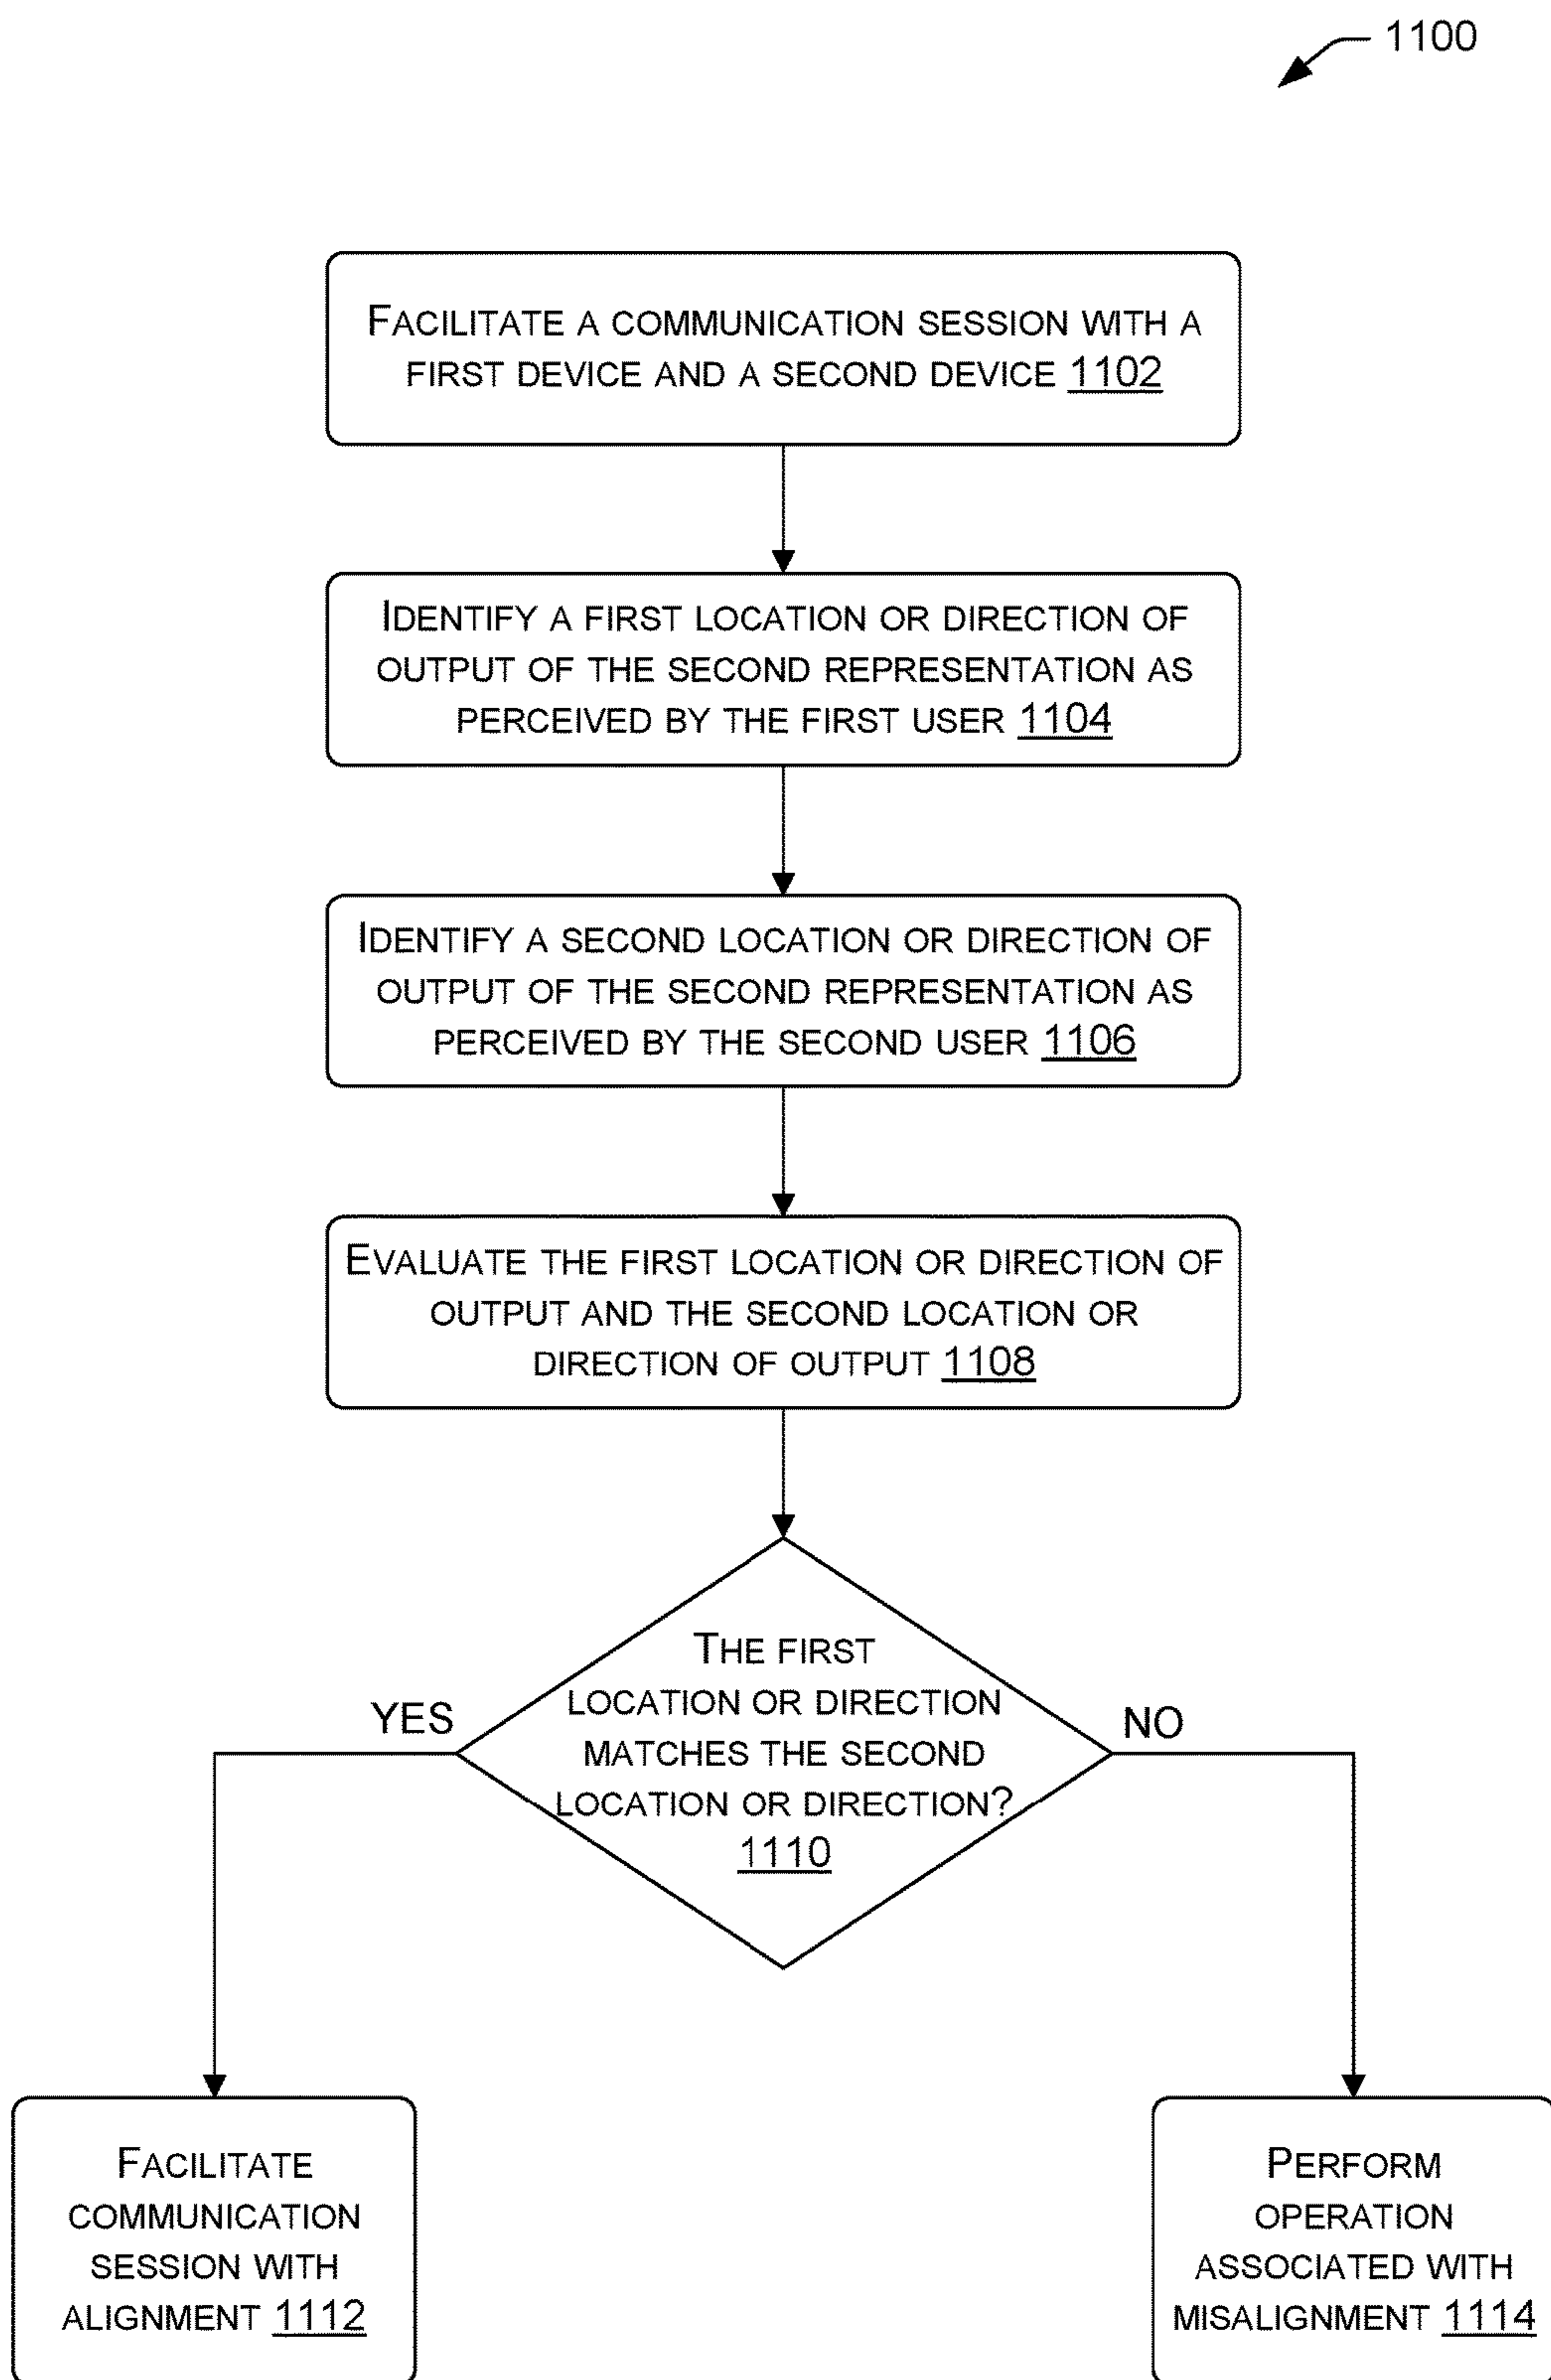 1100
FACILITATE A COMMUNICATION SESSION WITH A
FIRST DEVICE AND A SECOND DEVICE 1102
IDENTIFY A FIRST LOCATION OR DIRECTION OF
OUTPUT OF THE SECOND REPRESENTATION AS
PERCEIVED BY THE FIRST USER 1104
IDENTIFY A SECOND LOCATION OR DIRECTION OF
OUTPUT OF THE SECOND REPRESENTATION AS
PERCEIVED BY THE SECOND USER 1106
EVALUATE THE FIRST LOCATION OR DIRECTION OF
OUTPUT AND THE SECOND LOCATION OR
DIRECTION OF OUTPUT 1108
THE FIRST
LOCATION OR DIRECTION
MATCHES THE SECOND
LOCATION OR DIRECTION?
1110
YES
NO
FACILITATE
COMMUNICATION
SESSION WITH
ALIGNMENT 1112
PERFORM
OPERATION
ASSOCIATED WITH
MISALIGNMENT 1114